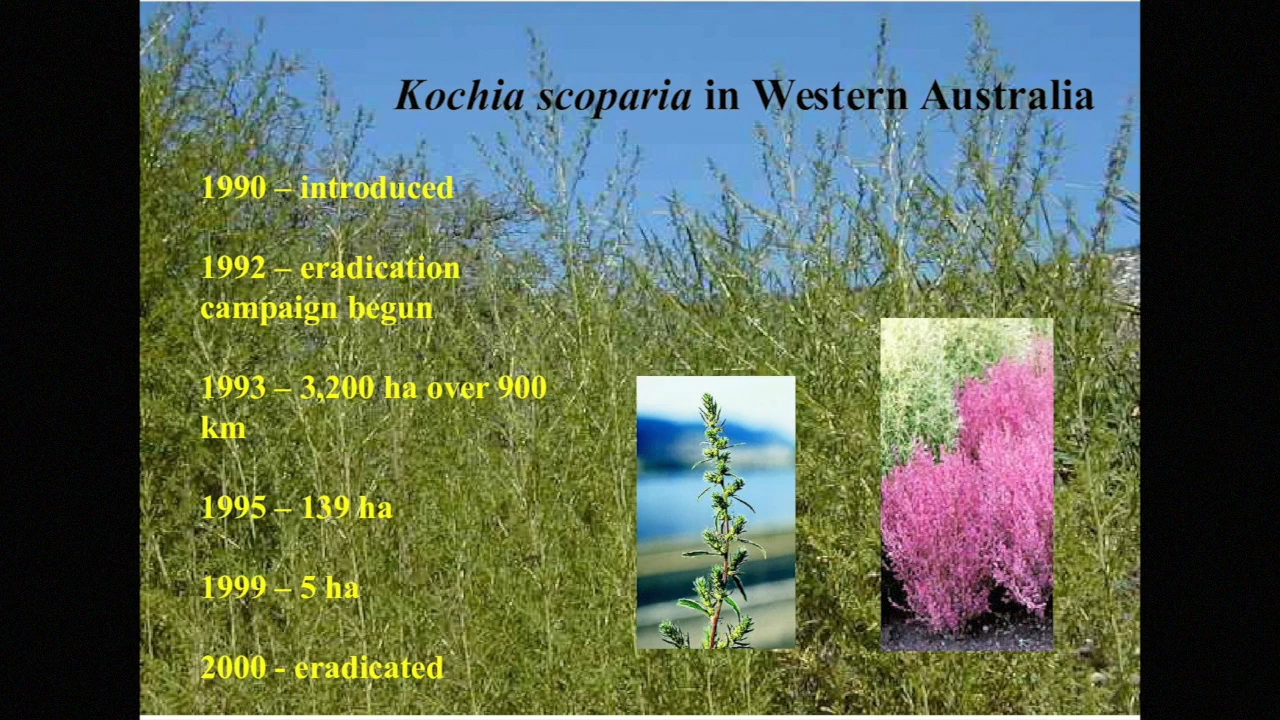 Kochia scoparia in Western Australia
1990 – introduced
1992 – eradication
campaign begun
1993 – 3,200 ha over 900
km
1995 – 139 ha
1999 – 5 ha
2000 - eradicated